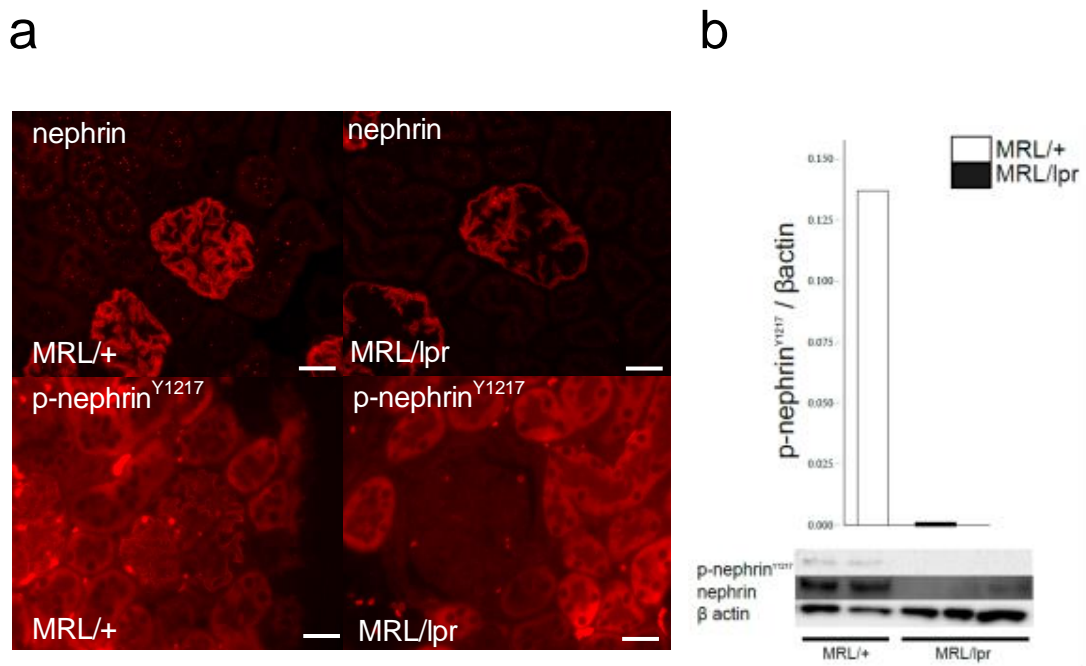 a
b
nephrin
nephrin
MRL/+
MRL/lpr
p-nephrinY1217
p-nephrinY1217
MRL/+
MRL/lpr
MRL/+
MRL/lpr
p-nephrinY1217 / βactin
0.150
0.125
0.100
0.075
0.050
0.025
0.000
p-nephrinY1217
nephrin
β actin
MRL/+
MRL/lpr